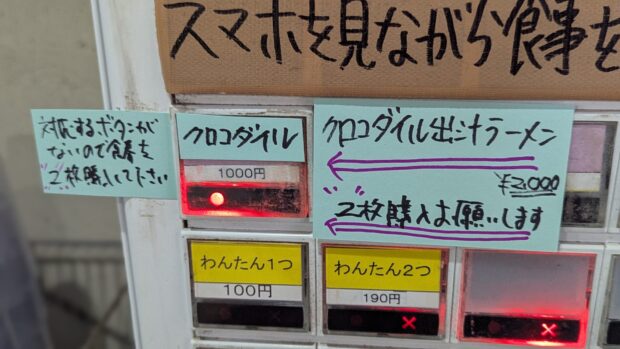 スマホを見ながら食事を
対応するボタンが
ないので食券を
2枚購入して下さい
クロコダイル
1000円
クロコダイル出汁ラーメン
¥2,000
2枚購入お願いします
わんたん1つ
100円
わんたん2つ
190円